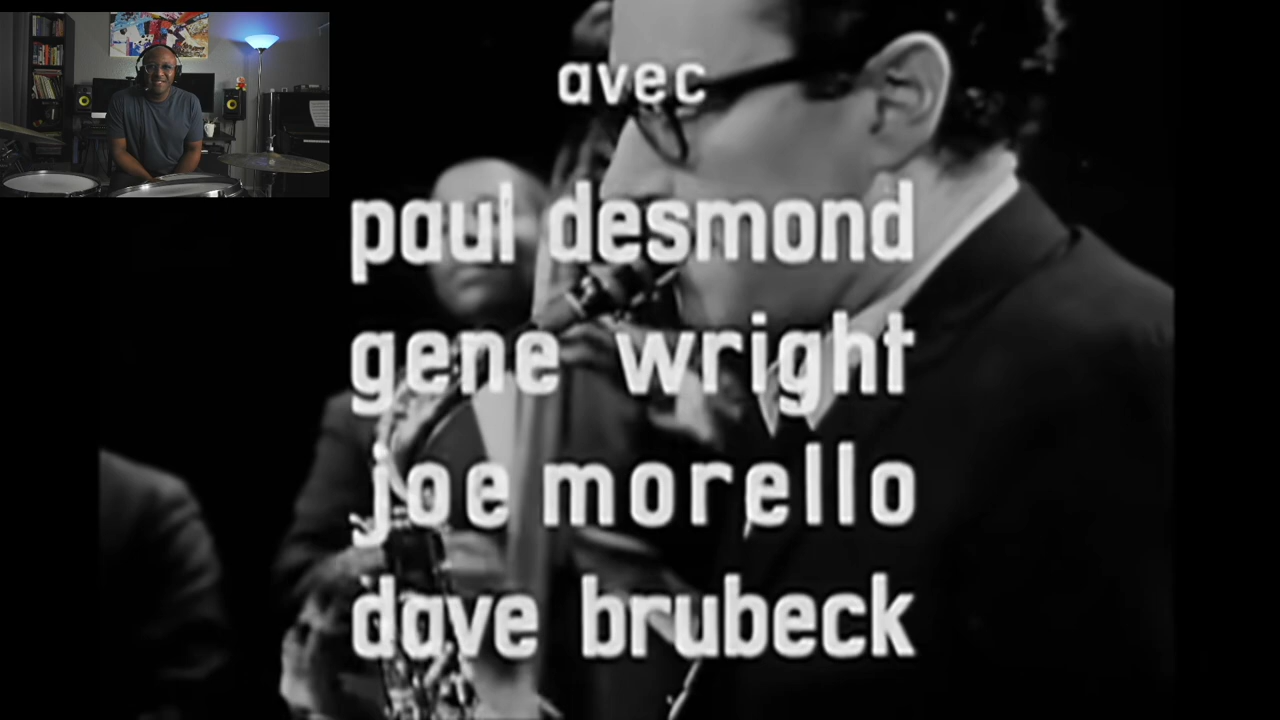 avec
paul desmond
gene wright
joe morello
dave brubeck